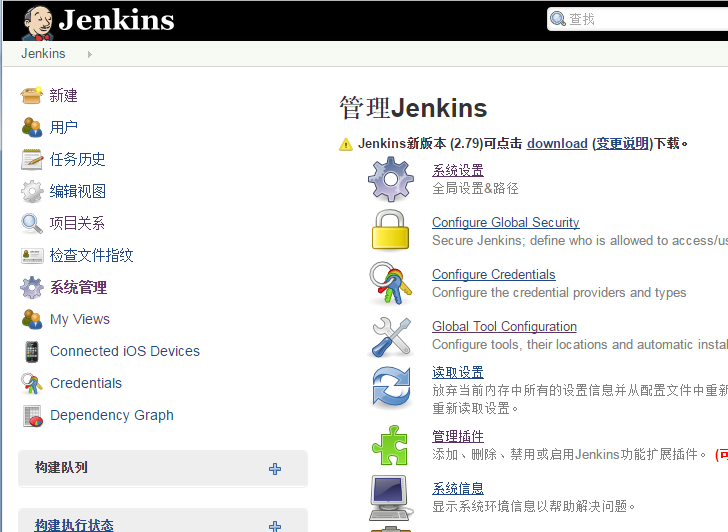 Jenkins
查找
Jenkins
新建
用户
任务历史
编辑视图
项目关系
检查文件指纹
系统管理
My Views
Connected iOS Devices
Credentials
Dependency Graph
构建队列
构建执行状态
管理Jenkins
Jenkins新版本 (2.79)可点击 download (变更说明)下载。
系统设置
全局设置&路径
Configure Global Security
Secure Jenkins; define who is allowed to access/us
Configure Credentials
Configure the credential providers and types
Global Tool Configuration
Configure tools, their locations and automatic instal
读取设置
放弃当前内存中所有的设置信息并从配置文件中重新
重新读取设置。
管理插件
添加、删除、禁用或启用Jenkins功能扩展插件。 (可
系统信息
显示系统环境信息以帮助解决问题。